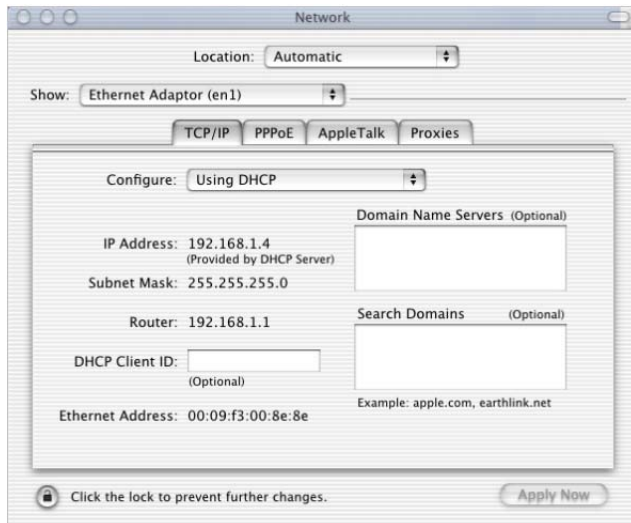 Network
Location: Automatic
Show: Ethernet Adaptor (en1)
TCP/IP PPPoE AppleTalk Proxies
Configure: Using DHCP
Domain Name Servers (Optional)
IP Address: 192.168.1.4
(Provided by DHCP Server)
Subnet Mask: 255.255.255.0
Router: 192.168.1.1
Search Domains (Optional)
DHCP Client ID:
(Optional)
Example: apple.com, earthlink.net
Ethernet Address: 00:09:f3:00:8e:8e
Click the lock to prevent further changes.
Apply Now